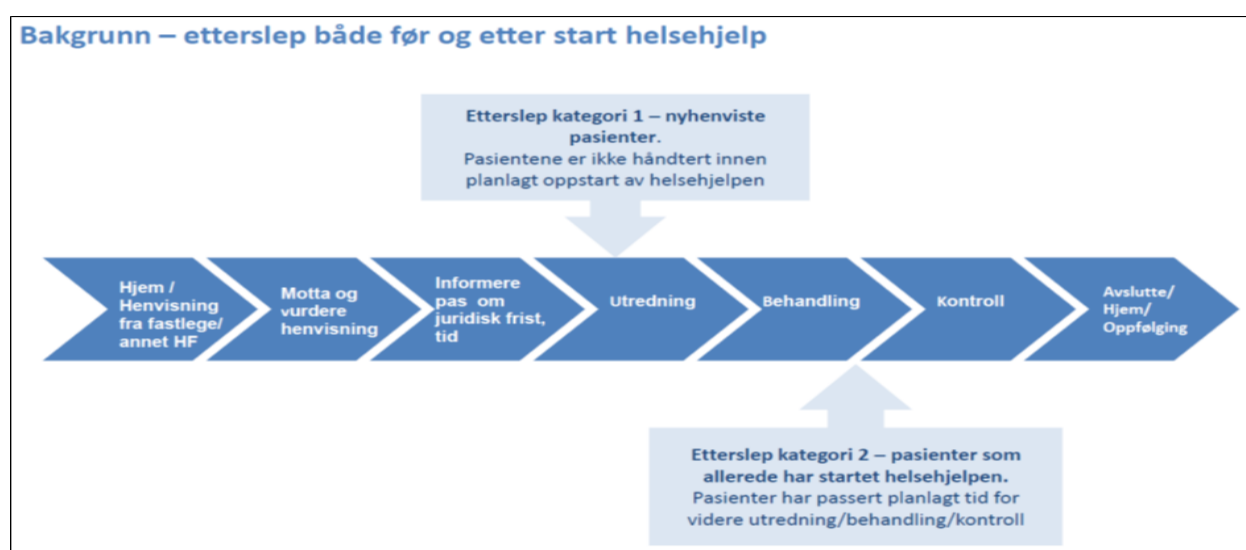 Bakgrunn – etterslep både før og etter start helsehjelp
Etterslep kategori 1 – nyhenviste
pasienter.
Pasientene er ikke håndtert innen
planlagt oppstart av helsehjelpen
Hjem /
Henvisning
fra fastlege/
annet HF
Motta og
vurdere
henvisning
Informere
pas om
juridisk frist,
tid
Utredning
Behandling
Kontroll
Avslutte/
Hjem/
Oppfølging
Etterslep kategori 2 – pasienter som
allerede har startet helsehjelpen.
Pasienter har passert planlagt tid for
videre utredning/behandling/kontroll